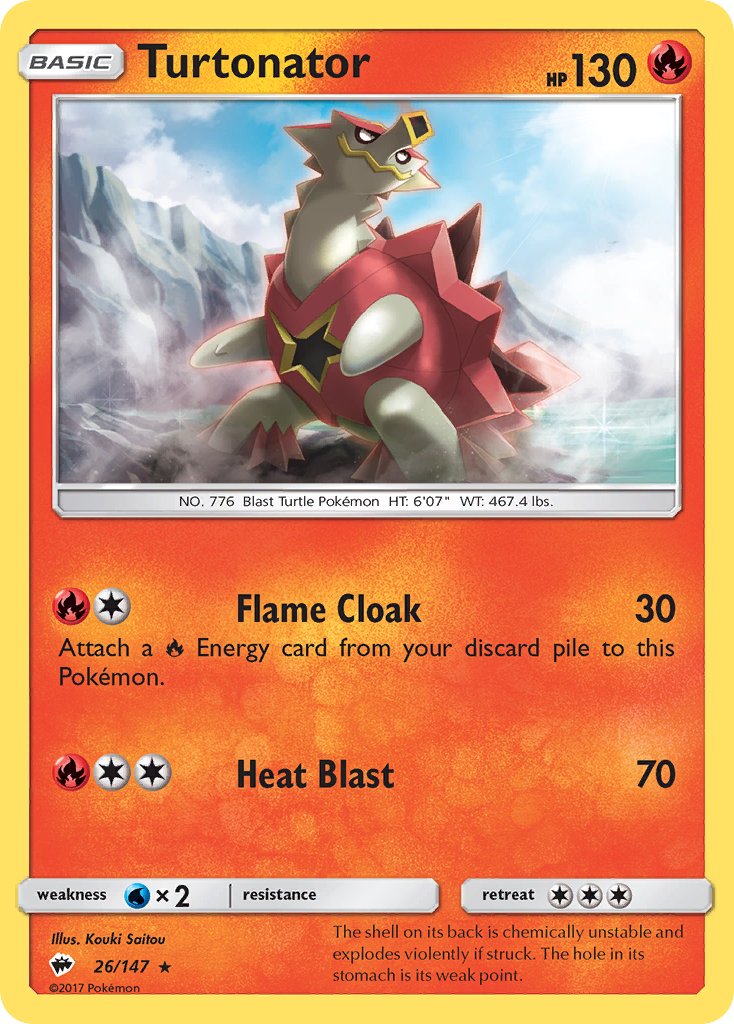 BASIC Turtonator HP 130
NO. 776 Blast Turtle Pokémon HT: 6'07" WT: 467.4 lbs.
Flame Cloak 30
Attach a Energy card from your discard pile to this
Pokémon.
Heat Blast 70
weakness × 2 resistance retreat
Illus. Kouki Saitou
26/147 ★
©2017 Pokémon
The shell on its back is chemically unstable and
explodes violently if struck. The hole in its
stomach is its weak point.